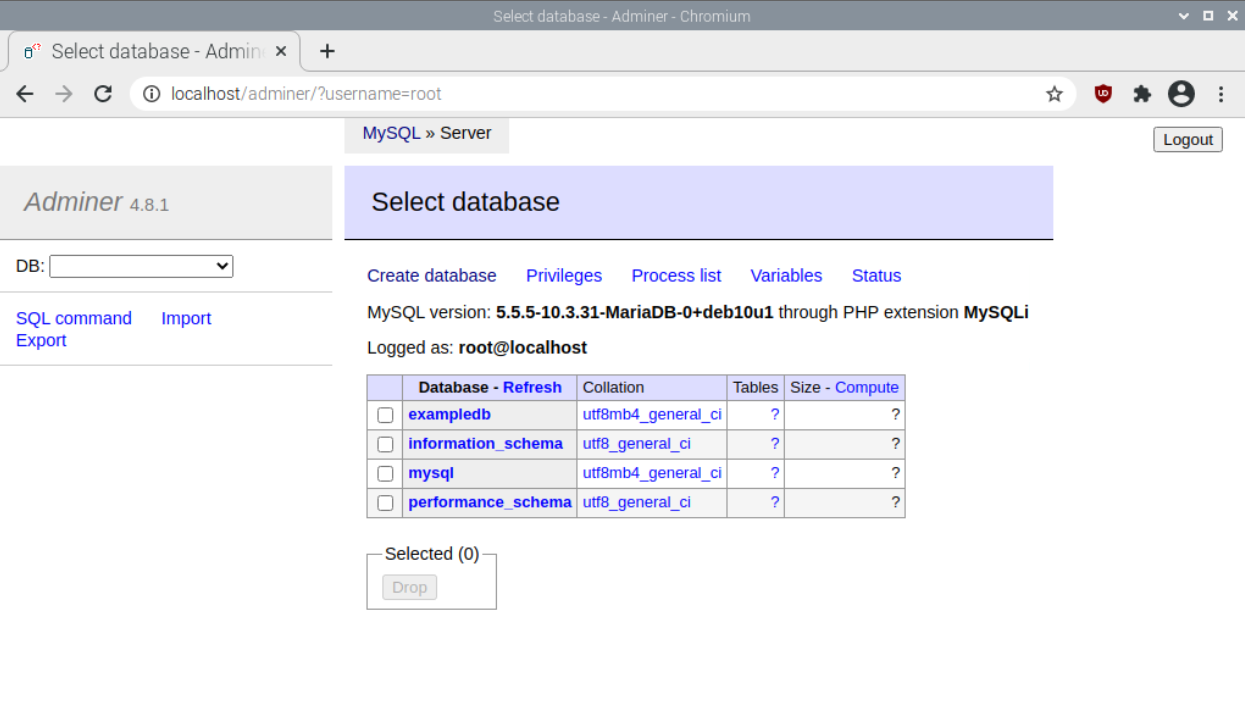 Select database - Adminer - Chromium
Select database - Admin
localhost/adminer/?username=root
MySQL » Server
Logout
Adminer 4.8.1
Select database
DB:
SQL command Import
Export
Create database Privileges Process list Variables Status
MySQL version: 5.5.5-10.3.31-MariaDB-0+deb10u1 through PHP extension MySQLi
Logged as: root@localhost
Database - Refresh Collation Tables Size - Compute
exampledb utf8mb4_general_ci ? ?
information_schema utf8_general_ci ? ?
mysql utf8mb4_general_ci ? ?
performance_schema utf8_general_ci ? ?
Selected (0)
Drop